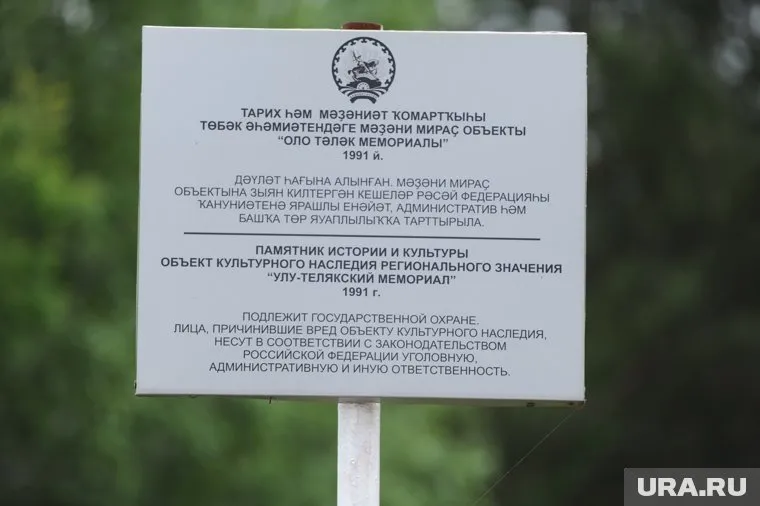 ТАРИХ ҺӘМ МӘҘӘНИӘТ ҠОМАРТҠЫҺЫ
ТӨБӘК ӘҺӘМИӘТЕНДӘГЕ МӘҘӘНИ МИРАҪ ОБЪЕКТЫ
“ОЛО ТӘЛӘК МЕМОРИАЛЫ”
1991 й.
ДӘҮЛӘТ ҺАҒЫНА АЛЫНҒАН. МӘҘӘНИ МИРАҪ
ОБЪЕКТЫНА ЗЫЯН КИЛТЕРГӘН КЕШЕЛӘР РӘСӘЙ ФЕДЕРАЦИЯҺЫ
ҠАНУНИӘТЕНӘ ЯРАШЛЫ ЕНӘЙӘТ, АДМИНИСТРАТИВ ҺӘМ
БАШҠА ТӨР ЯУАПЛЫЛЫҠҠА ТАРТТЫРЫЛА.
ПАМЯТНИК ИСТОРИИ И КУЛЬТУРЫ
ОБЪЕКТ КУЛЬТУРНОГО НАСЛЕДИЯ РЕГИОНАЛЬНОГО ЗНАЧЕНИЯ
“УЛУ-ТЕЛЯКСКИЙ МЕМОРИАЛ”
1991 г.
ПОДЛЕЖИТ ГОСУДАРСТВЕННОЙ ОХРАНЕ.
ЛИЦА, ПРИЧИНИВШИЕ ВРЕД ОБЪЕКТУ КУЛЬТУРНОГО НАСЛЕДИЯ,
НЕСУТ В СООТВЕТСТВИИ С ЗАКОНОДАТЕЛЬСТВОМ
РОССИЙСКОЙ ФЕДЕРАЦИИ УГОЛОВНУЮ,
АДМИНИСТРАТИВНУЮ И ИНУЮ ОТВЕТСТВЕННОСТЬ.
URA.RU